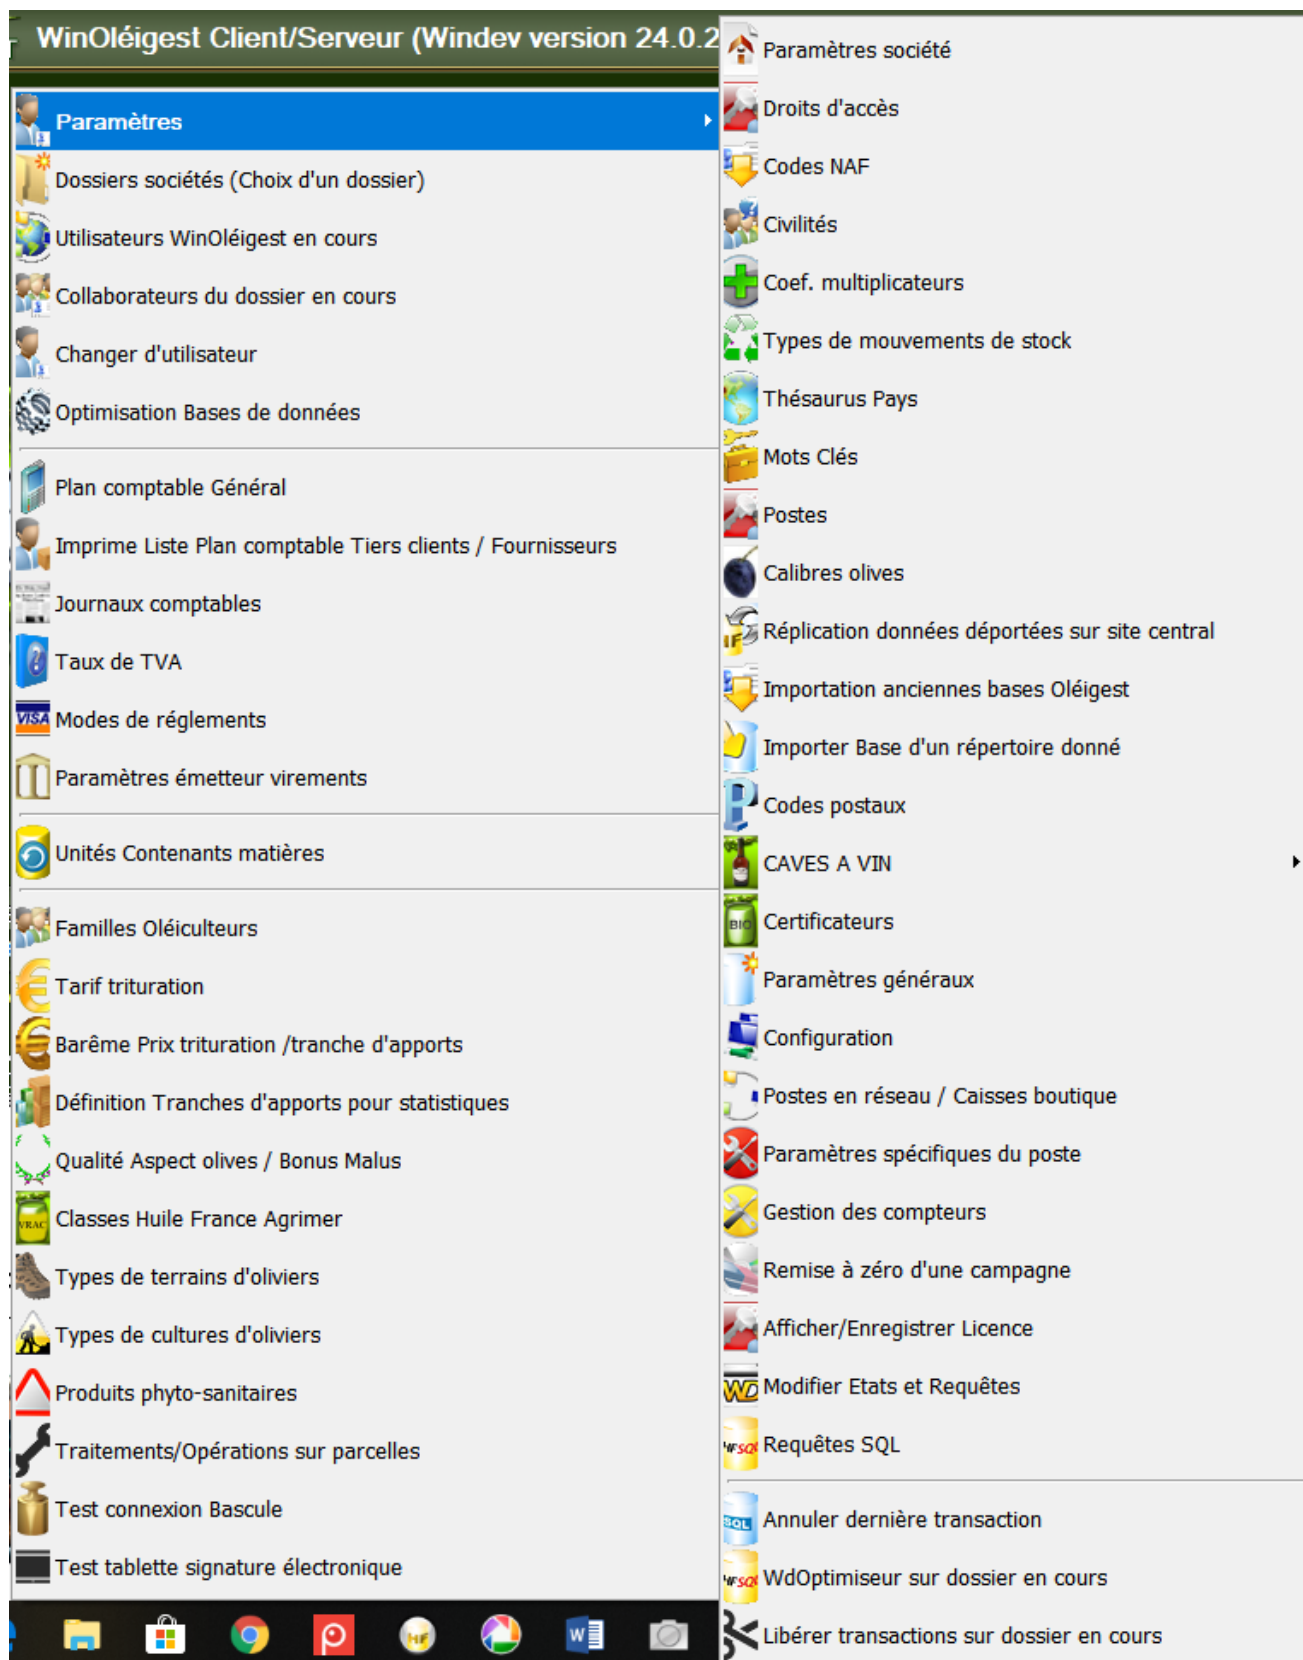 WinOléigest Client/Serveur (Windev version 24.0.2
Paramètres
Dossiers sociétés (Choix d'un dossier)
Utilisateurs WinOléigest en cours
Collaborateurs du dossier en cours
Changer d'utilisateur
Optimisation Bases de données
Plan comptable Général
Imprime Liste Plan comptable Tiers clients / Fournisseurs
Journaux comptables
Taux de TVA
VISA Modes de réglements
Paramètres émetteur virements
Unités Contenants matières
Familles Oléiculteurs
Tarif trituration
Barême Prix trituration /tranche d'apports
Définition Tranches d'apports pour statistiques
Qualité Aspect olives / Bonus Malus
VRAC Classes Huile France Agrimer
Types de terrains d'oliviers
Types de cultures d'oliviers
Produits phyto-sanitaires
Traitements/Opérations sur parcelles
Test connexion Bascule
Test tablette signature électronique
Paramètres société
Droits d'accès
Codes NAF
Civilités
Coef. multiplicateurs
Types de mouvements de stock
Thésaurus Pays
Mots Clés
Postes
Calibres olives
Réplication données déportées sur site central
Importation anciennes bases Oléigest
Importer Base d'un répertoire donné
Codes postaux
CAVES A VIN
BIO Certificateurs
Paramètres généraux
Configuration
Postes en réseau / Caisses boutique
Paramètres spécifiques du poste
Gestion des compteurs
Remise à zéro d'une campagne
Afficher/Enregistrer Licence
WD Modifier Etats et Requêtes
HFSQL Requêtes SQL
SQL Annuler dernière transaction
HFSQL WdOptimiseur sur dossier en cours
Libérer transactions sur dossier en cours